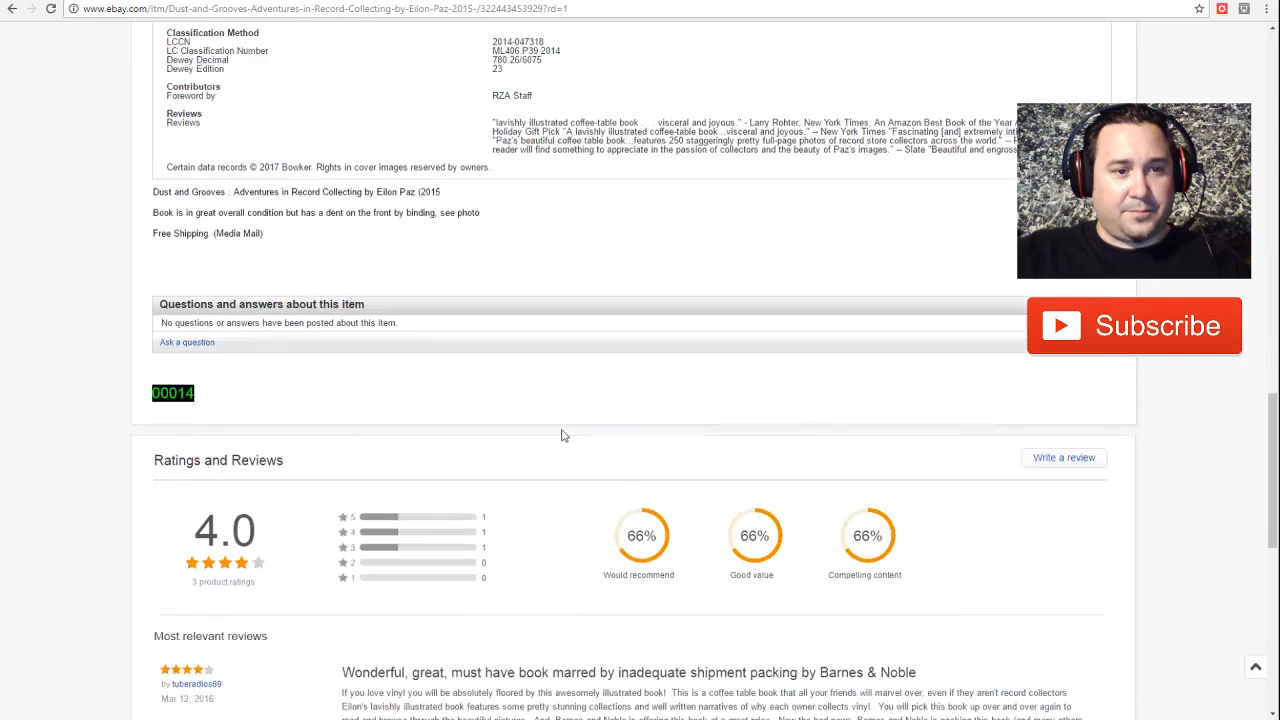 www.ebay.com/itm/Dust-and-Grooves-Adventures-in-Record-Collecting-by-Eilon-Paz-2015-/322443453929?rd=1
Classification Method
LCCN 2014-047318
LC Classification Number ML406.P39 2014
Dewey Decimal 780.26/6075
Dewey Edition 23
Contributors
Foreword by RZA Staff
Reviews
Reviews "lavishly illustrated coffee-table book . . . visceral and joyous." - Larry Rohter, New York Times, An Amazon Best Book of the Year
Holiday Gift Pick "A lavishly illustrated coffee-table book...visceral and joyous." -- New York Times "Fascinating [and] extremely
"Paz's beautiful coffee table book...features 250 staggeringly pretty full-page photos of record store collectors across the world." --
reader will find something to appreciate in the passion of collectors and the beauty of Paz's images." -- Slate "Beautiful and
Certain data records © 2017 Bowker. Rights in cover images reserved by owners.
Dust and Grooves : Adventures in Record Collecting by Eilon Paz (2015
Book is in great overall condition but has a dent on the front by binding, see photo
Free Shipping. (Media Mail)
Subscribe
Questions and answers about this item
No questions or answers have been posted about this item.
Ask a question
00014
Ratings and Reviews
Write a review
4.0
3 product ratings
5 1
4 1
3 1
2 0
1 0
66% 66% 66%
Would recommend Good value Compelling content
Most relevant reviews
by tuberadios69
Mar 12, 2016
Wonderful, great, must have book marred by inadequate shipment packing by Barnes & Noble
If you love vinyl you will be absolutely floored by this awesomely illustrated book! This is a coffee table book that all your friends will marvel over, even if they aren't record collectors.
Eilon's lavishly illustrated book features some pretty stunning collections and well written narratives of why each owner collects vinyl. You will pick this book up over and over again to